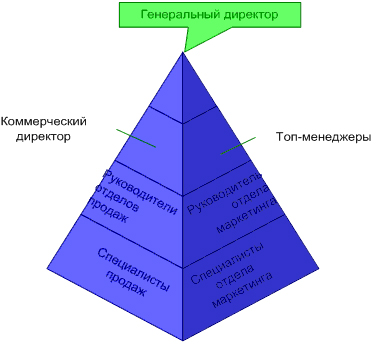 Генеральный директор
Коммерческий
директор
Топ-менеджеры
Руководители
отделов
продаж
Руководитель
отдела
маркетинга
Специалисты
продаж
Специалисты
отдела
маркетинга